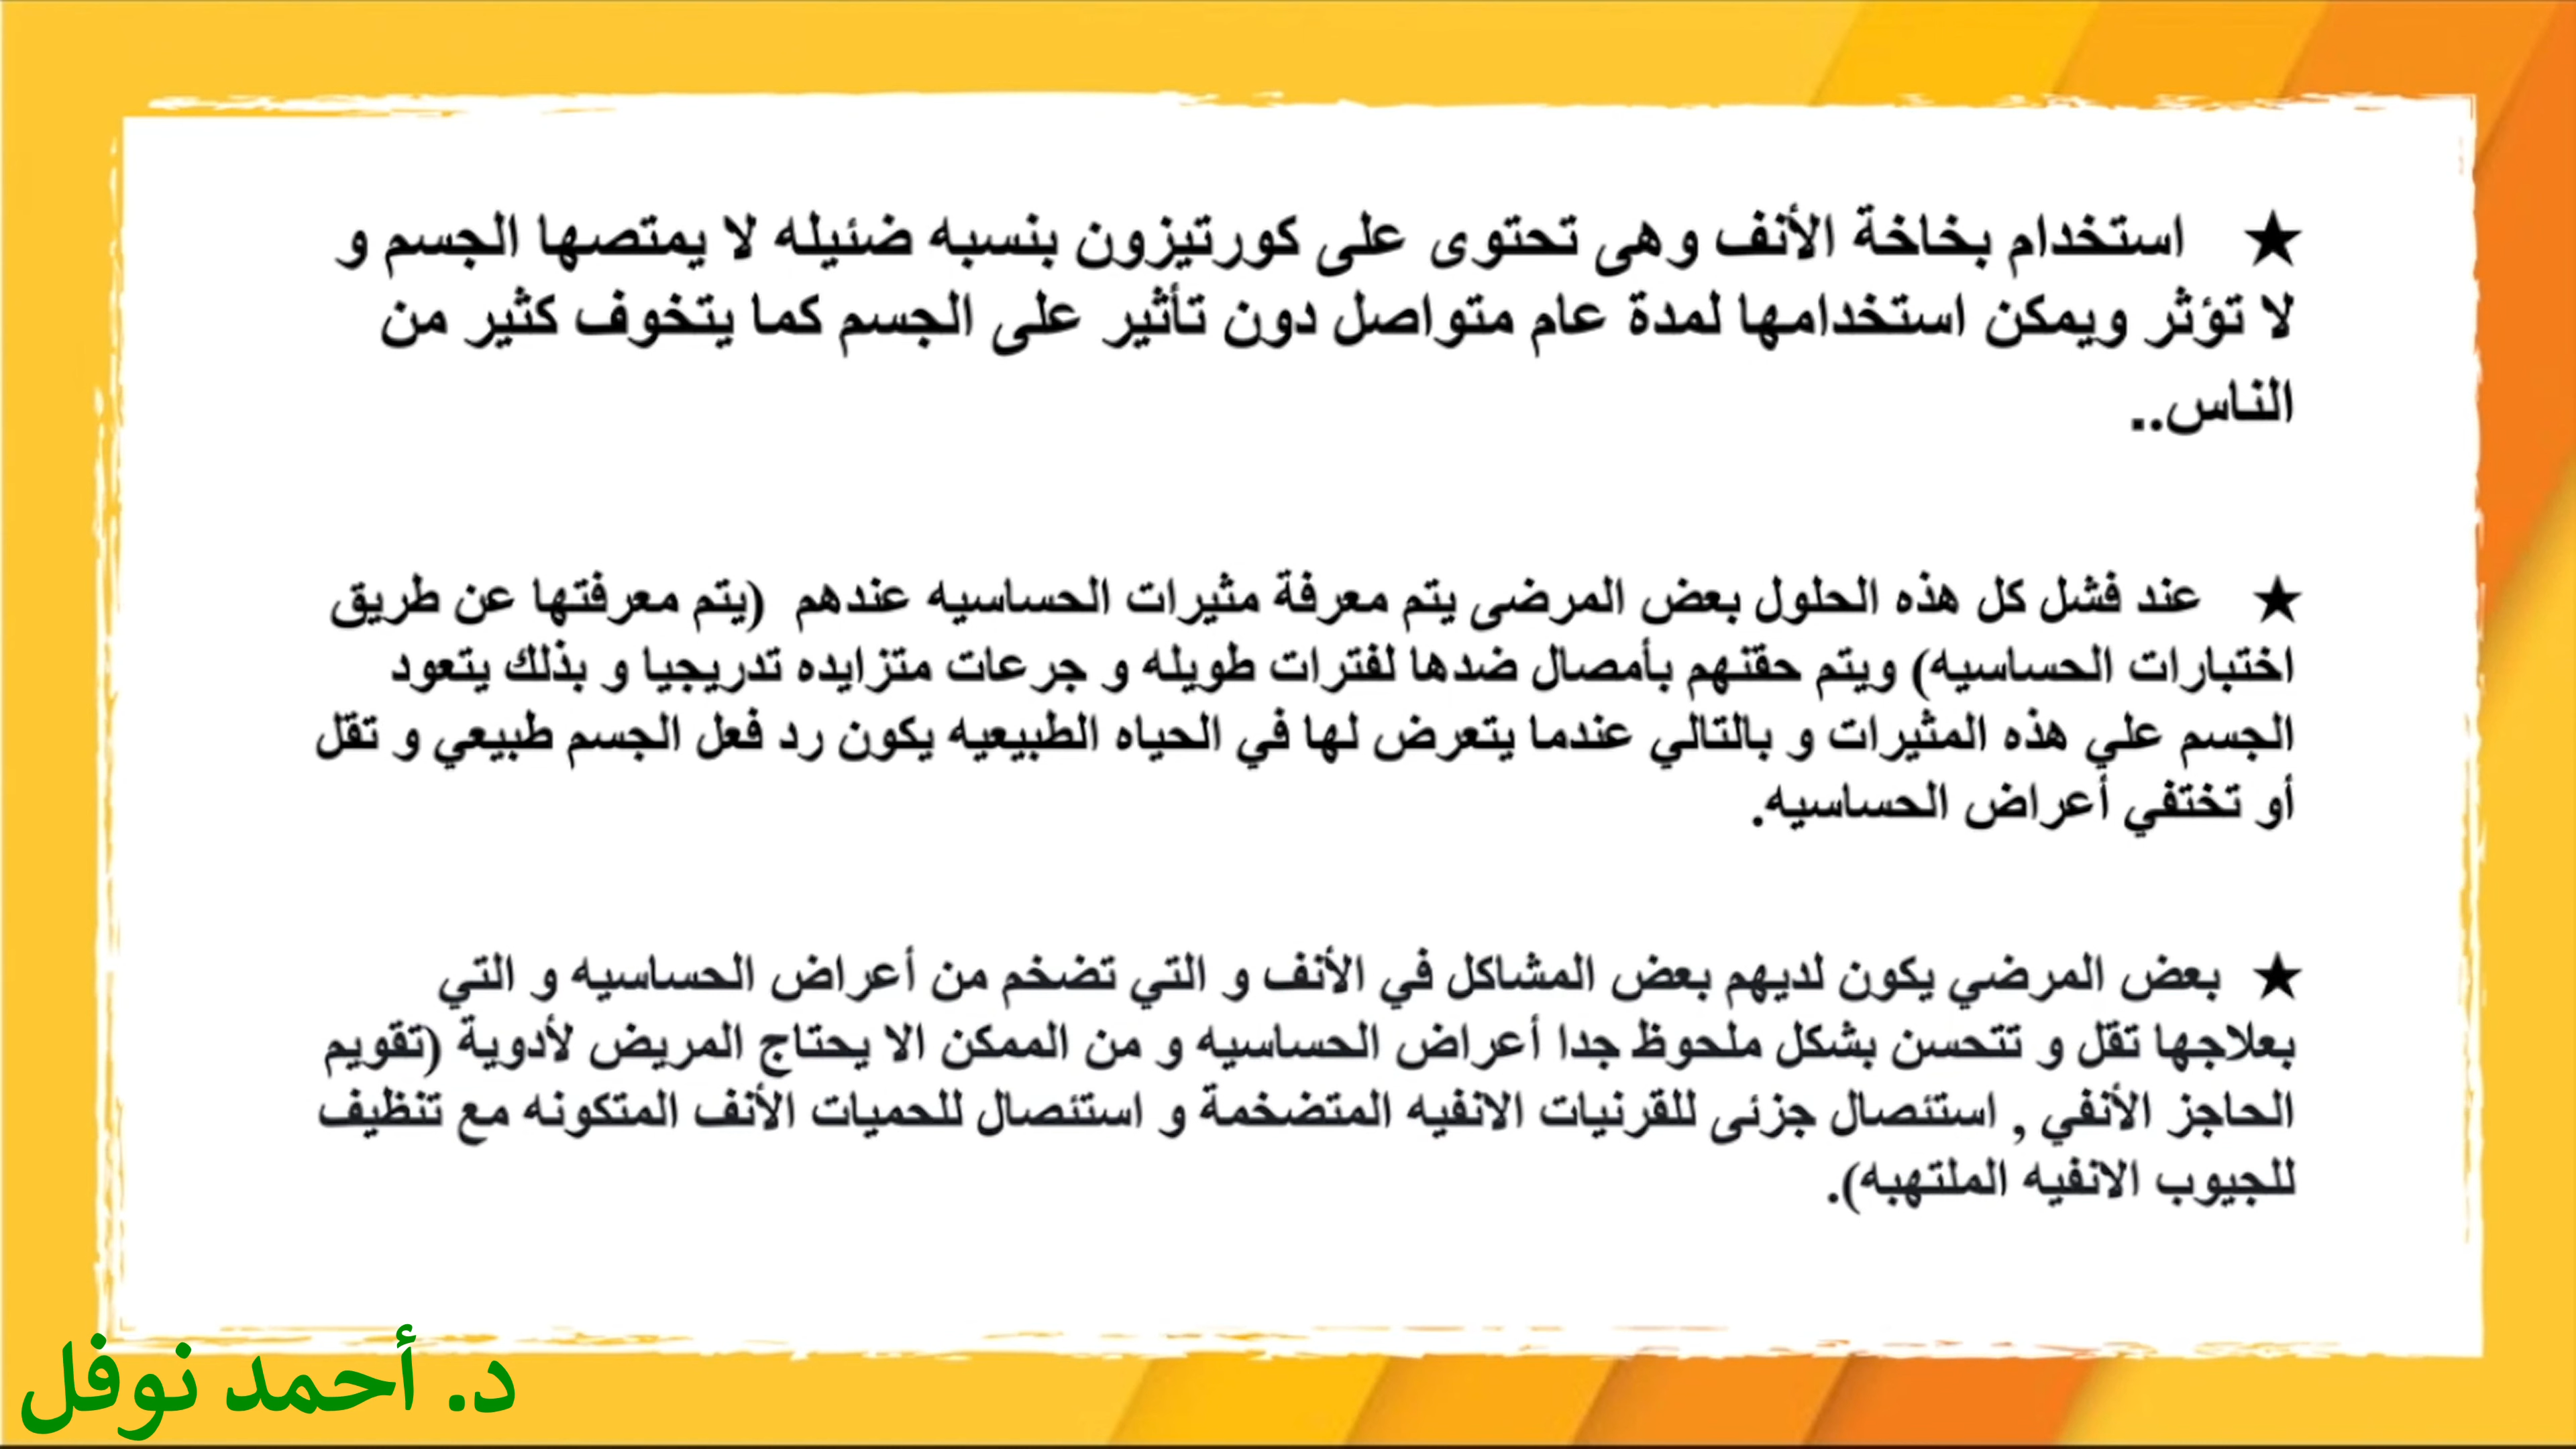 ★ استخدام بخاخة الأنف وهى تحتوى على كورتيزون بنسبه ضئيله لا يمتصها الجسم و
لا تؤثر ويمكن استخدامها لمدة عام متواصل دون تأثير على الجسم كما يتخوف كثير من
الناس..
★ عند فشل كل هذه الحلول بعض المرضى يتم معرفة مثيرات الحساسيه عندهم (يتم معرفتها عن طريق
اختبارات الحساسيه) ويتم حقنهم بأمصال ضدها لفترات طويله و جرعات متزايده تدريجيا و بذلك يتعود
الجسم علي هذه المثيرات و بالتالي عندما يتعرض لها في الحياه الطبيعيه يكون رد فعل الجسم طبيعي و تقل
أو تختفي أعراض الحساسيه.
★ بعض المرضي يكون لديهم بعض المشاكل في الأنف و التي تضخم من أعراض الحساسيه و التي
بعلاجها تقل و تتحسن بشكل ملحوظ جدا أعراض الحساسيه و من الممكن الا يحتاج المريض لأدوية (تقويم
الحاجز الأنفي , استئصال جزئى للقرنيات الانفيه المتضخمة و استئصال للحميات الأنف المتكونه مع تنظيف
للجيوب الانفيه الملتهبه).
د. أحمد نوفل